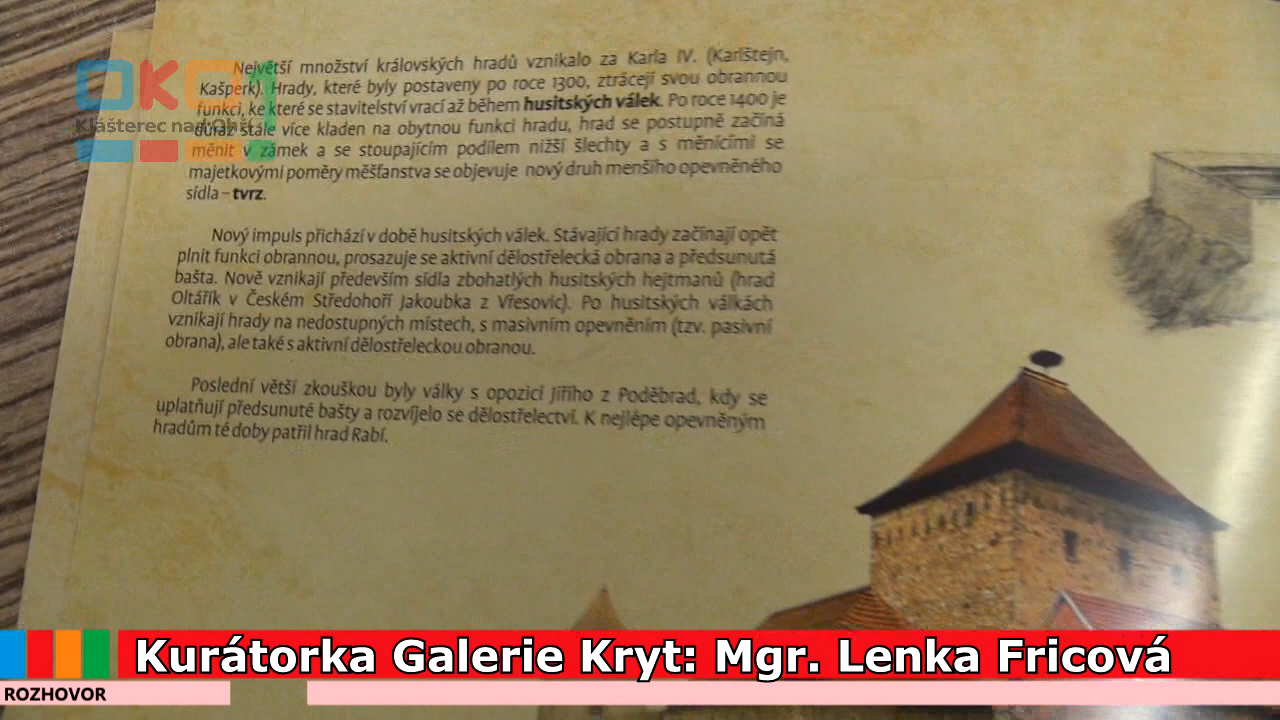 Největší množství královských hradů vznikalo za Karla IV. (Karlštejn,
Kašperk). Hrady, které byly postaveny po roce 1300, ztrácejí svou obrannou
funkci, ke které se stavitelství vrací až během husitských válek. Po roce 1400 je
důraz stále více kladen na obytnou funkci hradu, hrad se postupně začíná
měnit v zámek a se stoupajícím podílem nižší šlechty a s měnícími se
majetkovými poměry měšťanstva se objevuje nový druh menšího opevněného
sídla – tvrz.
Nový impuls přichází v době husitských válek. Stávající hrady začínají opět
plnit funkci obrannou, prosazuje se aktivní dělostřelecká obrana a předsunutá
bašta. Nově vznikají především sídla zbohatlých husitských hejtmanů (hrad
Oltářík v Českém Středohoří Jakoubka z Vřesovic). Po husitských válkách
vznikají hrady na nedostupných místech, s masivním opevněním (tzv. pasivní
obrana), ale také s aktivní dělostřeleckou obranou.
Poslední větší zkouškou byly války s opozicí Jiřího z Poděbrad, kdy se
uplatňují předsunuté bašty a rozvíjelo se dělostřelectví. K nejlépe opevněným
hradům té doby patřil hrad Rabí.
OKO1
Klášterec nad Ohří
Kurátorka Galerie Kryt: Mgr. Lenka Fricová
ROZHOVOR